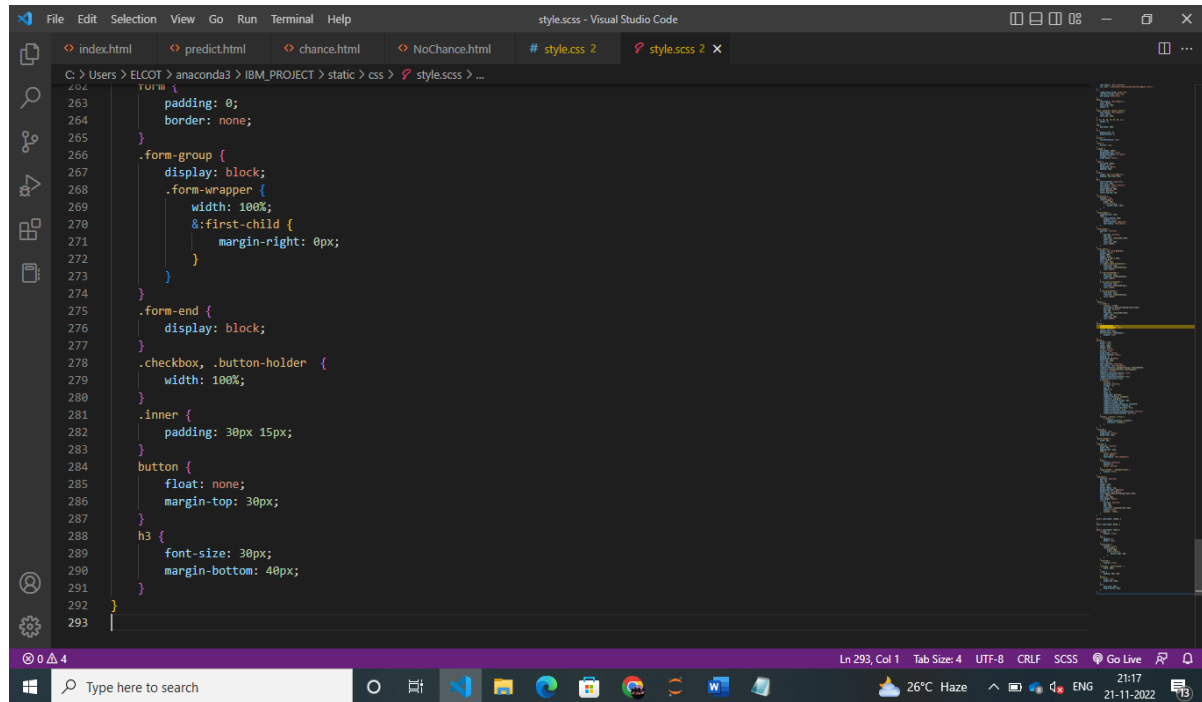 File Edit Selection View Go Run Terminal Help style.scss - Visual Studio Code
index.html predict.html chance.html NoChance.html # style.css 2 style.scss 2
C: > Users > ELCOT > anaconda3 > IBM_PROJECT > static > css > style.scss > ...
262 form {
263 padding: 0;
264 border: none;
265 }
266 .form-group {
267 display: block;
268 .form-wrapper {
269 width: 100%;
270 &:first-child {
271 margin-right: 0px;
272 }
273 }
274 }
275 .form-end {
276 display: block;
277 }
278 .checkbox, .button-holder {
279 width: 100%;
280 }
281 .inner {
282 padding: 30px 15px;
283 }
284 button {
285 float: none;
286 margin-top: 30px;
287 }
288 h3 {
289 font-size: 30px;
290 margin-bottom: 40px;
291 }
292 }
293
0 4 Ln 293, Col 1 Tab Size: 4 UTF-8 CRLF SCSS Go Live
Type here to search 26°C Haze ENG 21:17
21-11-2022 13